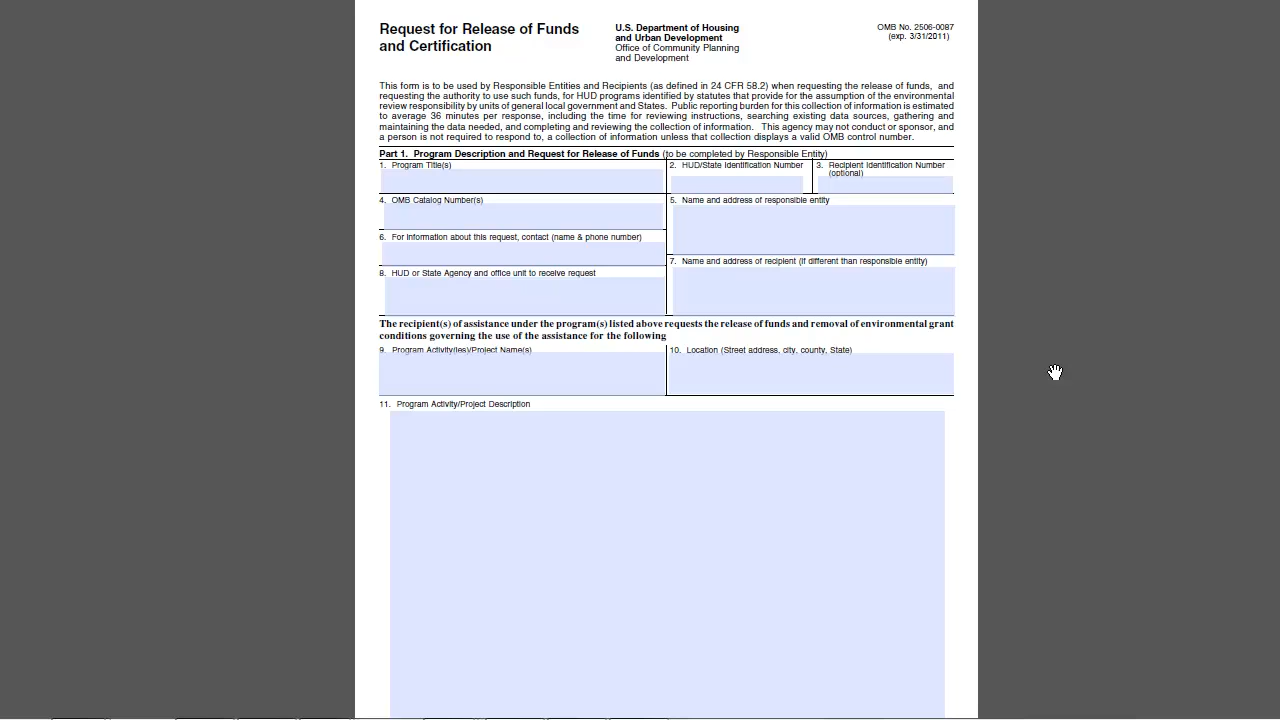 Request for Release of Funds
and Certification
U.S. Department of Housing
and Urban Development
Office of Community Planning
and Development
OMB No. 2506-0087
(exp. 3/31/2011)
This form is to be used by Responsible Entities and Recipients (as defined in 24 CFR 58.2) when requesting the release of funds, and
requesting the authority to use such funds, for HUD programs identified by statutes that provide for the assumption of the environmental
review responsibility by units of general local government and States. Public reporting burden for this collection of information is estimated
to average 36 minutes per response, including the time for reviewing instructions, searching existing data sources, gathering and
maintaining the data needed, and completing and reviewing the collection of information. This agency may not conduct or sponsor, and
a person is not required to respond to, a collection of information unless that collection displays a valid OMB control number.
Part 1. Program Description and Request for Release of Funds (to be completed by Responsible Entity)
1. Program Title(s)
2. HUD/State Identification Number
3. Recipient Identification Number
(optional)
4. OMB Catalog Number(s)
5. Name and address of responsible entity
6. For information about this request, contact (name & phone number)
7. Name and address of recipient (if different than responsible entity)
8. HUD or State Agency and office unit to receive request
The recipient(s) of assistance under the program(s) listed above requests the release of funds and removal of environmental grant
conditions governing the use of the assistance for the following
9. Program Activity(ies)/Project Name(s)
10. Location (Street address, city, county, State)
11. Program Activity/Project Description